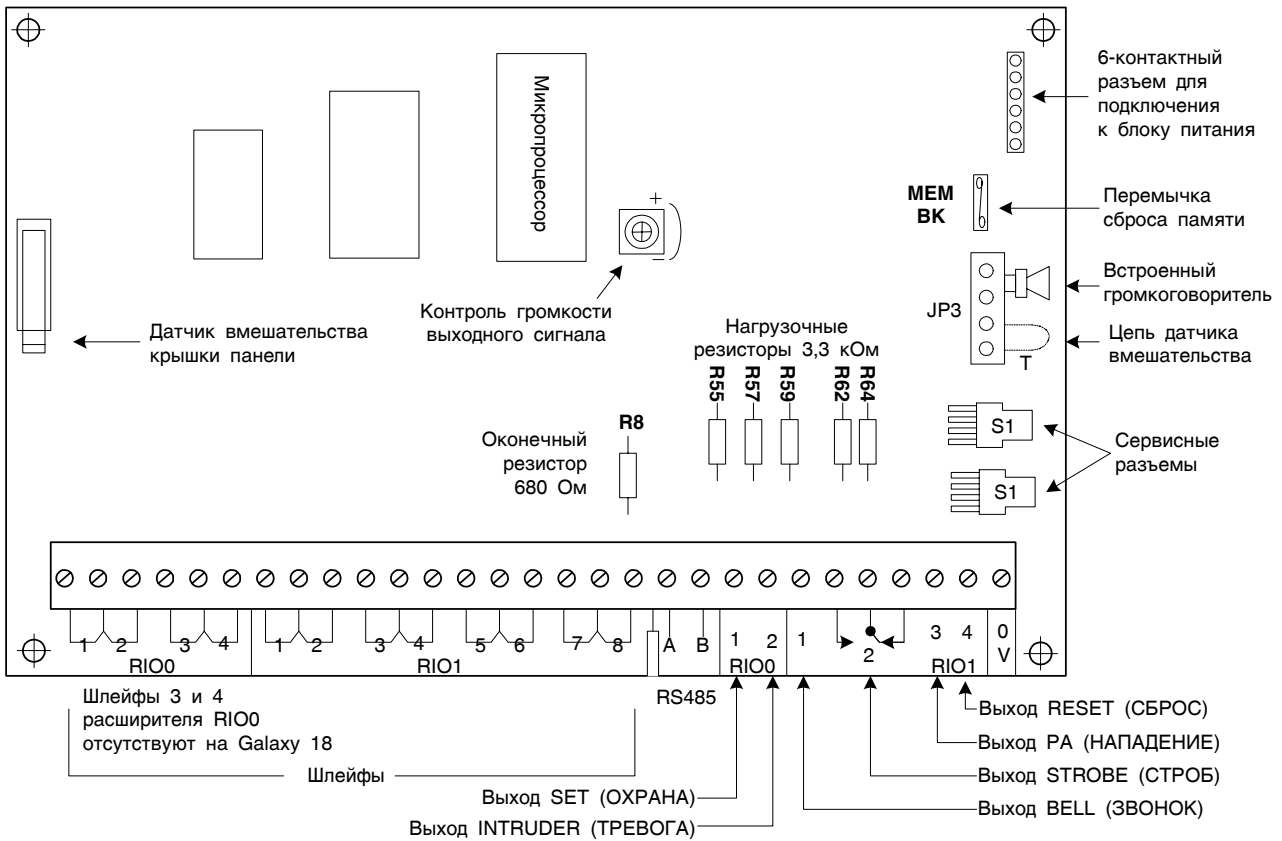 6-контактный
разъем для
подключения
к блоку питания
Микропроцессор
MEM
BK
Перемычка
сброса памяти
+
–
Встроенный
громкоговоритель
JP3
Контроль громкости
выходного сигнала
Датчик вмешательства
крышки панели
Цепь датчика
вмешательства
T
Нагрузочные
резисторы 3,3 кОм
R55 R57 R59 R62 R64
R8
Оконечный
резистор
680 Ом
S1
S1
Сервисные
разъемы
1 2 3 4 1 2 3 4 5 6 7 8 A B 1 2 1 2 3 4 0
V
RIO0 RIO1 RIO0 RIO1
RS485
Шлейфы 3 и 4
расширителя RIO0
отсутствуют на Galaxy 18
Шлейфы
Выход RESET (СБРОС)
Выход PA (НАПАДЕНИЕ)
Выход STROBE (СТРОБ)
Выход SET (ОХРАНА)
Выход BELL (ЗВОНОК)
Выход INTRUDER (ТРЕВОГА)